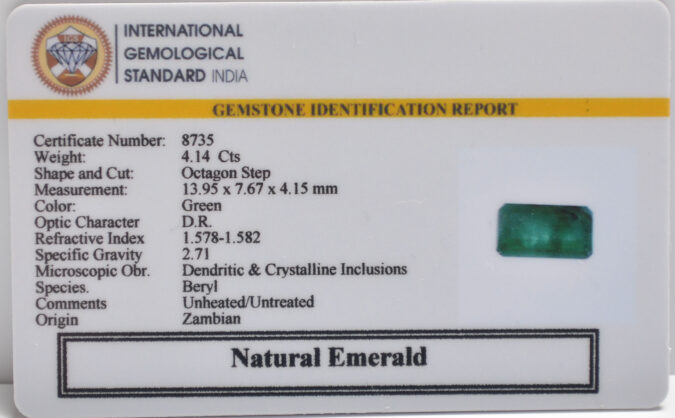 IGS
INTERNATIONAL
GEMOLOGICAL
STANDARD INDIA
GEMSTONE IDENTIFICATION REPORT
Certificate Number: 8735
Weight: 4.14 Cts
Shape and Cut: Octagon Step
Measurement: 13.95 x 7.67 x 4.15 mm
Color: Green
Optic Character D.R.
Refractive Index 1.578-1.582
Specific Gravity 2.71
Microscopic Obr. Dendritic & Crystalline Inclusions
Species. Beryl
Comments Unheated/Untreated
Origin Zambian
Natural Emerald